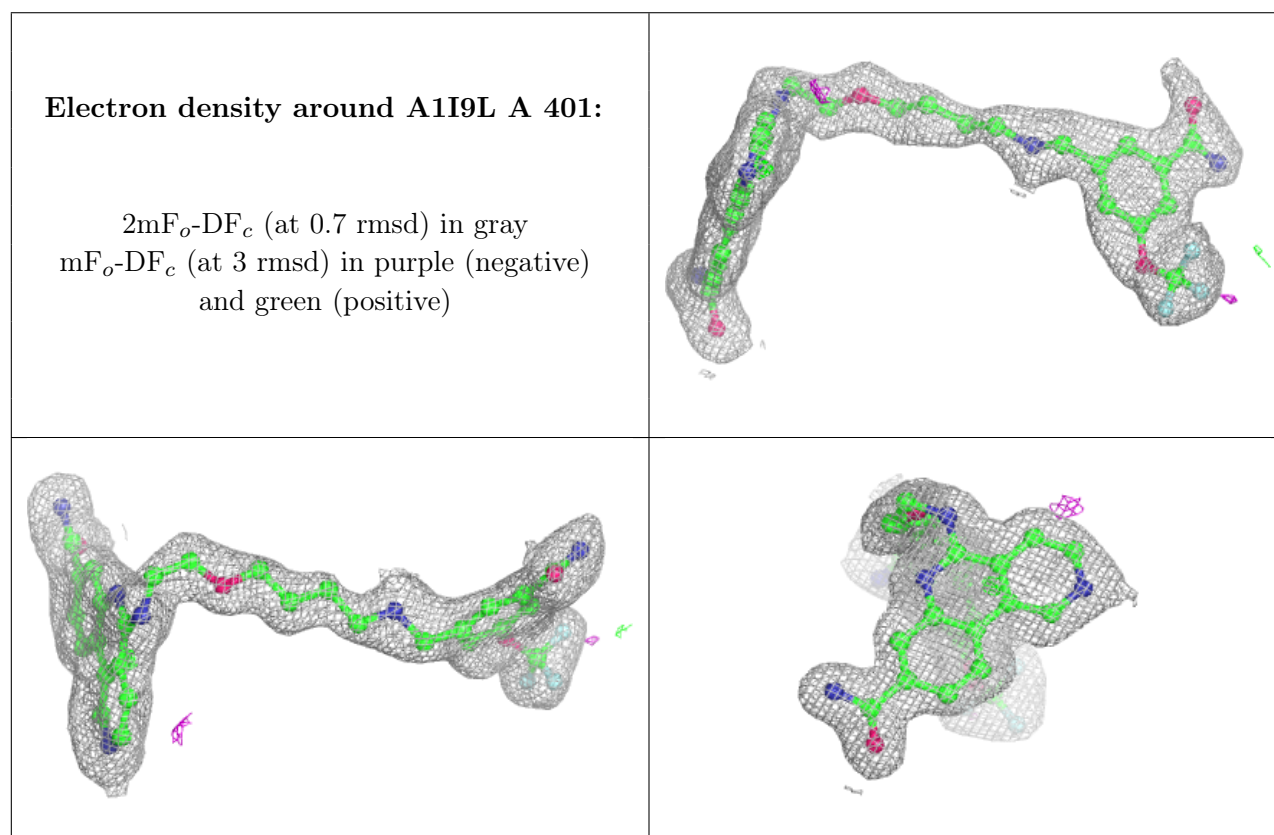 Electron density around A1I9L A 401:
2mFo-DFc (at 0.7 rmsd) in gray
mFo-DFc (at 3 rmsd) in purple (negative)
and green (positive)